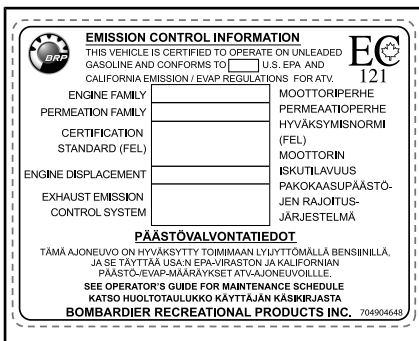 EMISSION CONTROL INFORMATION
THIS VEHICLE IS CERTIFIED TO OPERATE ON UNLEADED
GASOLINE AND CONFORMS TO U.S. EPA AND
CALIFORNIA EMISSION / EVAP REGULATIONS FOR ATV.
BRP
EC
121
ENGINE FAMILY
PERMEATION FAMILY
CERTIFICATION
STANDARD (FEL)
ENGINE DISPLACEMENT
EXHAUST EMISSION
CONTROL SYSTEM
MOOTTORIPERHE
PERMEAATIOPERHE
HYVÄKSYMISNORMI
(FEL)
MOOTTORIN
ISKUTILAVUUS
PAKOKAASUPÄÄSTÖ-
JEN RAJOITUS-
JÄRJESTELMÄ
PÄÄSTÖVALVONTATIEDOT
TÄMÄ AJONEUVO ON HYVÄKSYTTY TOIMIMAAN LYIJYTTÖMÄLLÄ BENSIINILLÄ,
JA SE TÄYTTÄÄ USA:N EPA-VIRASTON JA KALIFORNIAN
PÄÄSTÖ-/EVAP-MÄÄRÄYKSET ATV-AJONEUVOILLLE.
SEE OPERATOR'S GUIDE FOR MAINTENANCE SCHEDULE
KATSO HUOLTOTAULUKKO KÄYTTÄJÄN KÄSIKIRJASTA
BOMBARDIER RECREATIONAL PRODUCTS INC. 704904648